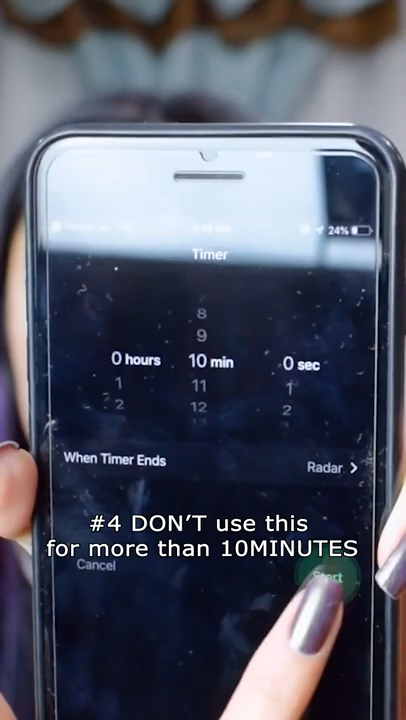 24%
Timer
8
9
0 hours 10 min 0 sec
1 11 1
2 12 2
When Timer Ends
Radar >
#4 DON'T use this
for more than 10MINUTES
Cancel
Start